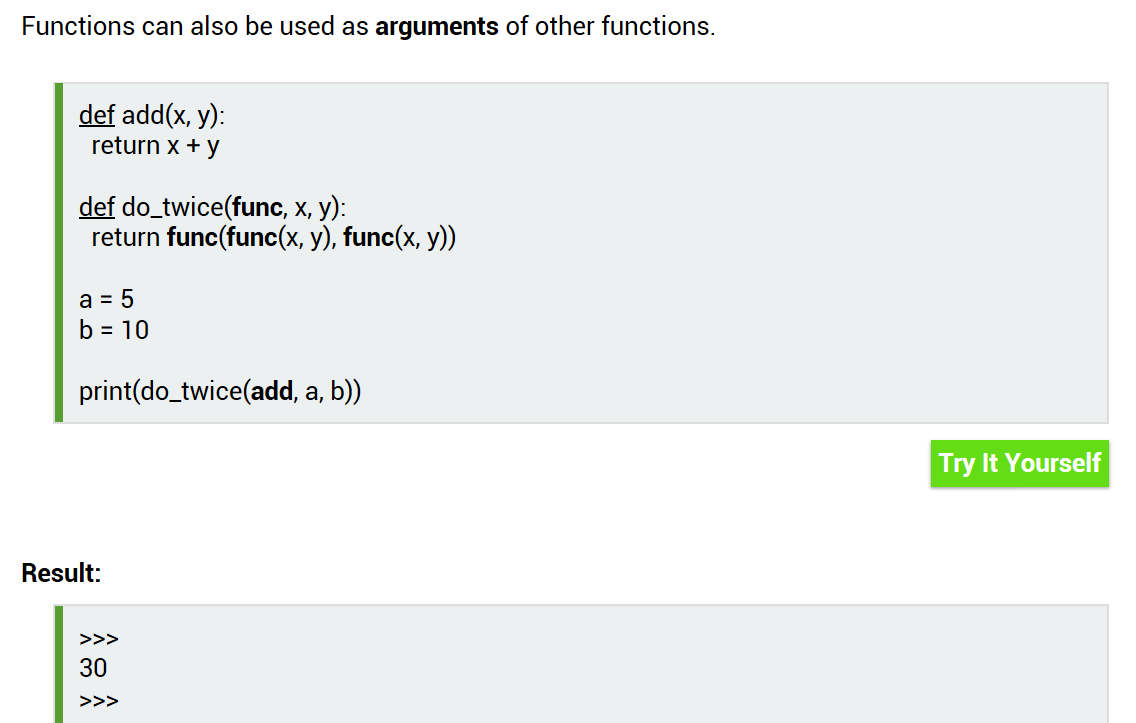 Functions can also be used as arguments of other functions.
def add(x, y):
  return x + y
def do_twice(func, x, y):
  return func(func(x, y), func(x, y))
a = 5
b = 10
print(do_twice(add, a, b))
Try It Yourself
Result:
>>>
30
>>>